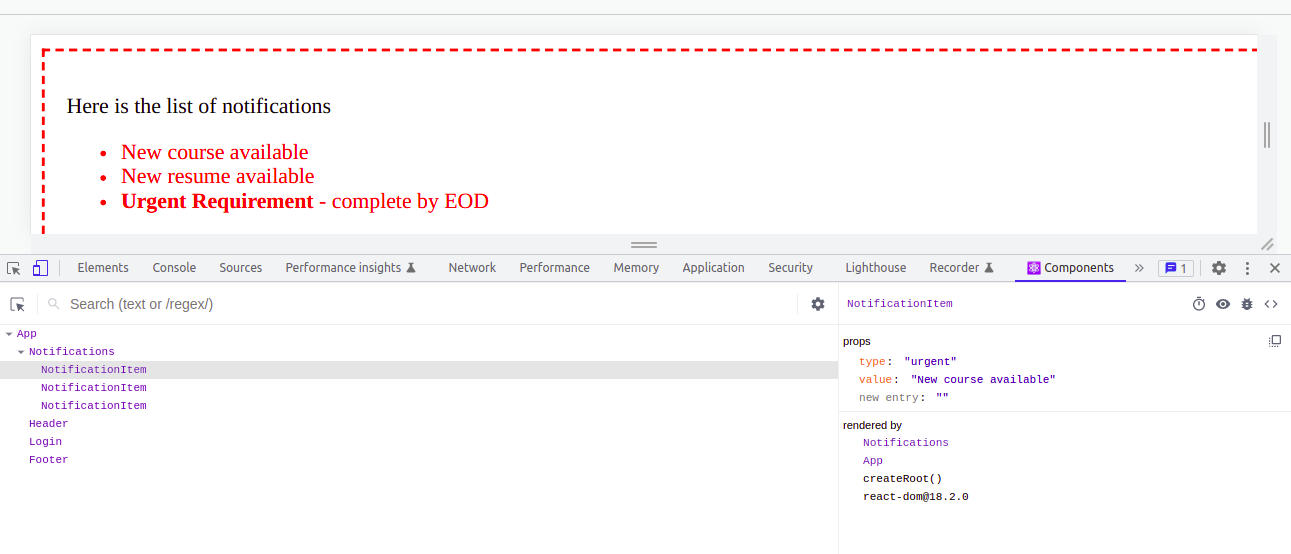 Here is the list of notifications
New course available
New resume available
Urgent Requirement - complete by EOD
Elements Console Sources Performance insights Network Performance Memory Application Security Lighthouse Recorder Components » 1
Search (text or /regex/)
NotificationItem
App
Notifications
NotificationItem
NotificationItem
NotificationItem
Header
Login
Footer
props
type: "urgent"
value: "New course available"
new entry: ""
rendered by
Notifications
App
createRoot()
react-dom@18.2.0